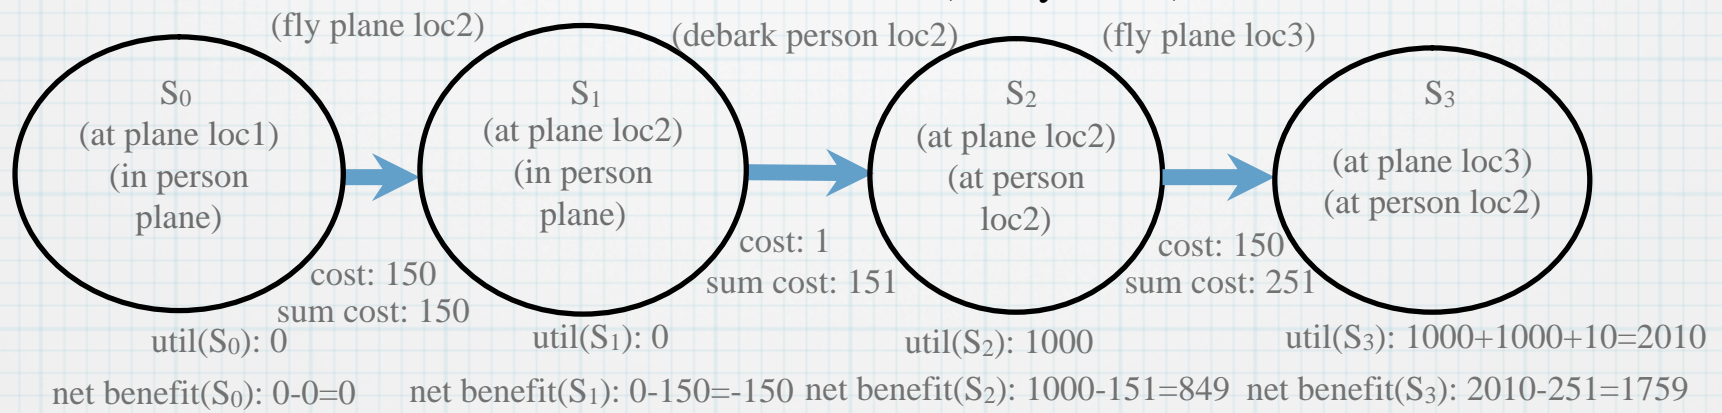 (fly plane loc2)
(debark person loc2)
(fly plane loc3)
S0
(at plane loc1)
(in person
plane)
S1
(at plane loc2)
(in person
plane)
S2
(at plane loc2)
(at person
loc2)
S3
(at plane loc3)
(at person loc2)
cost: 150
sum cost: 150
cost: 1
sum cost: 151
cost: 150
sum cost: 251
util(S0): 0
util(S1): 0
util(S2): 1000
util(S3): 1000+1000+10=2010
net benefit(S0): 0-0=0
net benefit(S1): 0-150=-150
net benefit(S2): 1000-151=849
net benefit(S3): 2010-251=1759